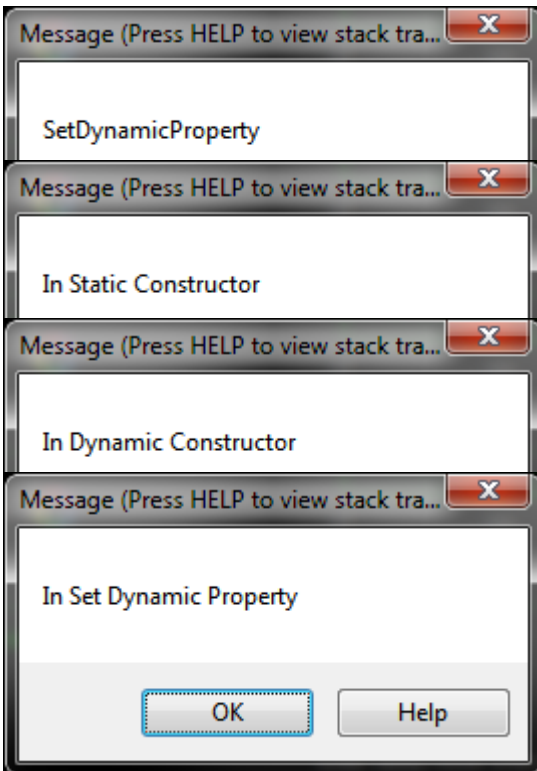 Message (Press HELP to view stack tra...
SetDynamicProperty
Message (Press HELP to view stack tra...
In Static Constructor
Message (Press HELP to view stack tra...
In Dynamic Constructor
Message (Press HELP to view stack tra...
In Set Dynamic Property
OK Help